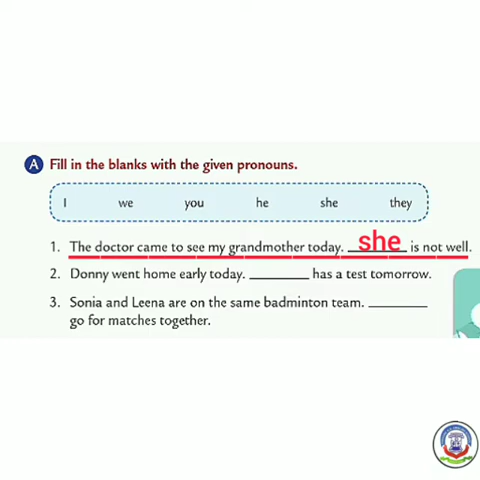 A Fill in the blanks with the given pronouns.
I we you he she they
1. The doctor came to see my grandmother today. she is not well.
2. Donny went home early today. ________ has a test tomorrow.
3. Sonia and Leena are on the same badminton team. ________
go for matches together.